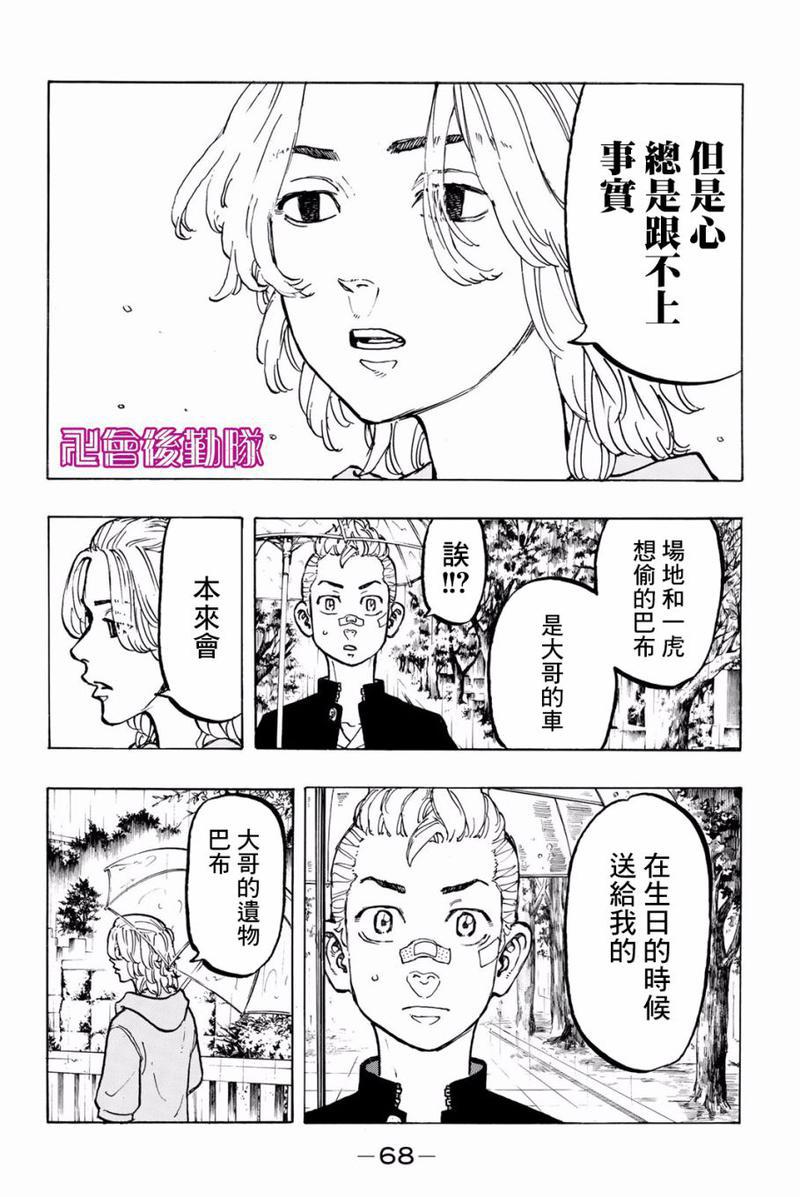 但是心
總是跟不上
事實
卍會後勤隊
場地和一虎
想偷的巴布
是大哥的車
誒!!?
本來會
在生日的時候
送給我的
大哥的遺物
巴布
—68—